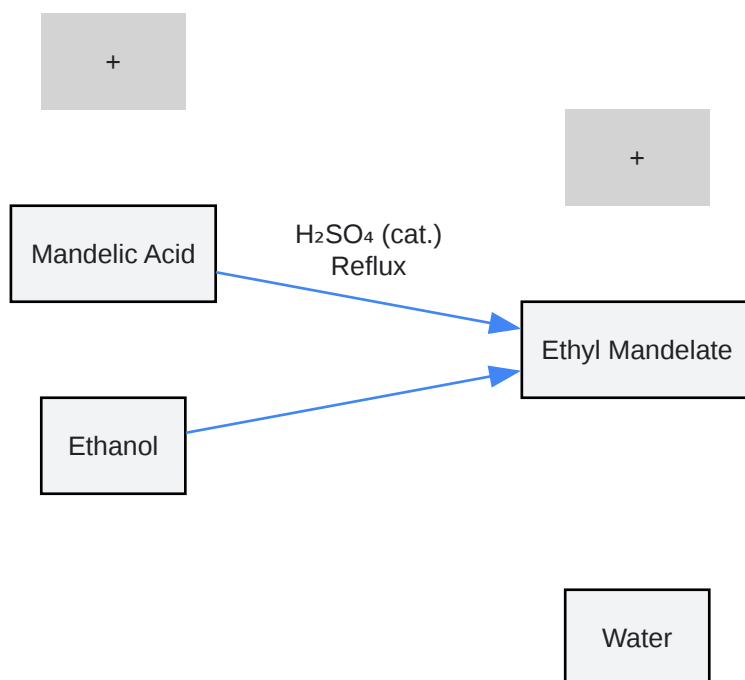 +
+
Mandelic Acid
H₂SO₄ (cat.)
Reflux
Ethyl Mandelate
Ethanol
Water